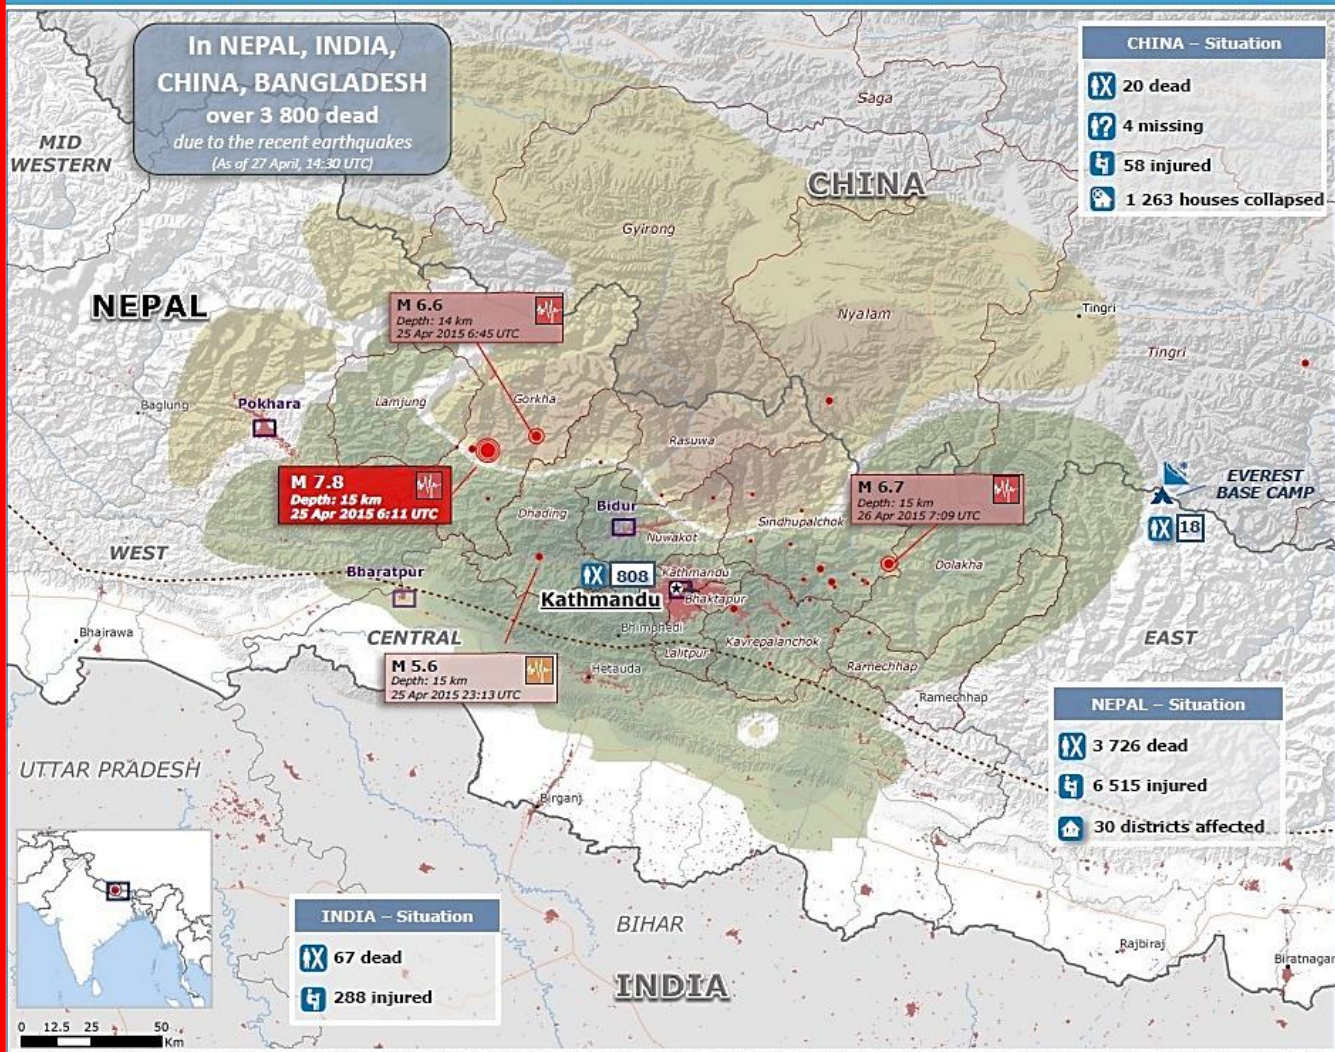 In NEPAL, INDIA,
CHINA, BANGLADESH
over 3 800 dead
due to the recent earthquakes
(As of 27 April, 14:30 UTC)
CHINA – Situation
20 dead
4 missing
58 injured
1 263 houses collapsed
MID
WESTERN
Saga
CHINA
Gyirong
NEPAL
M 6.6
Depth: 14 km
25 Apr 2015 6:45 UTC
Nyalam
Tingri
Tingri
Baglung
Pokhara
Lamjung
Gorkha
Rasuwa
M 7.8
Depth: 15 km
25 Apr 2015 6:11 UTC
M 6.7
Depth: 15 km
26 Apr 2015 7:09 UTC
EVEREST
BASE CAMP
18
Bidur
Dhading
Nuwakot
Sindhupalchok
Dolakha
WEST
Bharatpur
808
Kathmandu
Kathmandu
Bhaktapur
Bhairawa
CENTRAL
Bhimphedi
Lalitpur
Kavrepalanchok
EAST
M 5.6
Depth: 15 km
25 Apr 2015 23:13 UTC
Hetauda
Ramechhap
Ramechhap
NEPAL – Situation
3 726 dead
6 515 injured
30 districts affected
UTTAR PRADESH
Birganj
INDIA – Situation
67 dead
288 injured
BIHAR
INDIA
Rajbiraj
Biratnagar
0 12.5 25 50
Km